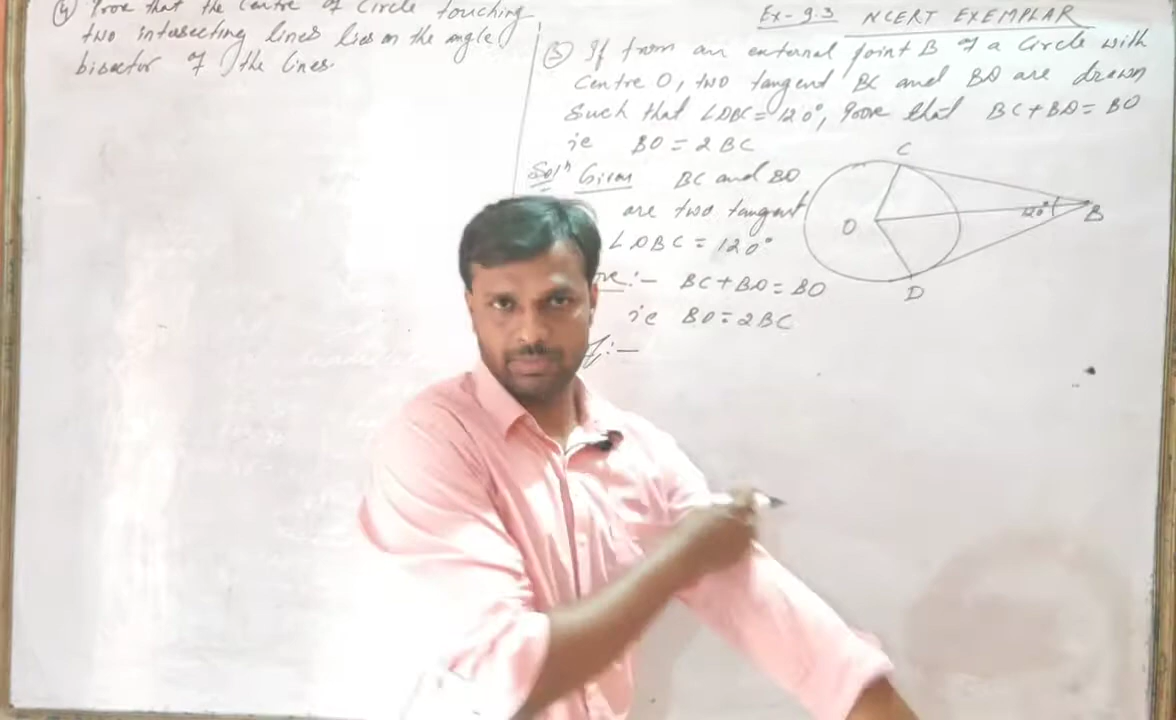 (4) Prove that the Centre of Circle touching
two intersecting lines lies on the angle
bisector of the lines.
Ex-9.3 NCERT EXEMPLAR
(3) If from an external point B of a Circle with
Centre O, two tangent BC and BD are drawn
Such that ∠DBC = 120°, prove that BC + BD = BO
ie BO = 2BC
Solⁿ Given BC and BD
are two tangent
∠DBC = 120°
ve:- BC + BD = BO
ie BO = 2BC
f:-
C
O
120°
B
D